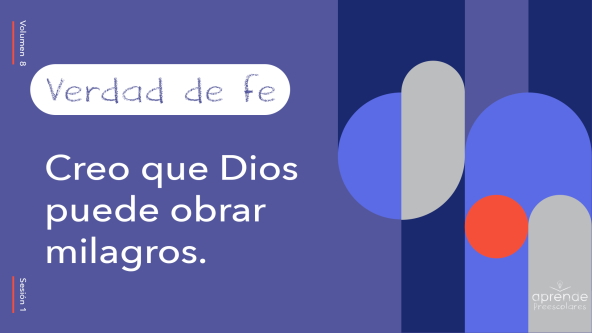 Volumen 8
Verdad de fe
Creo que Dios
puede obrar
milagros.
Sesión 1
aprende
Preescolares